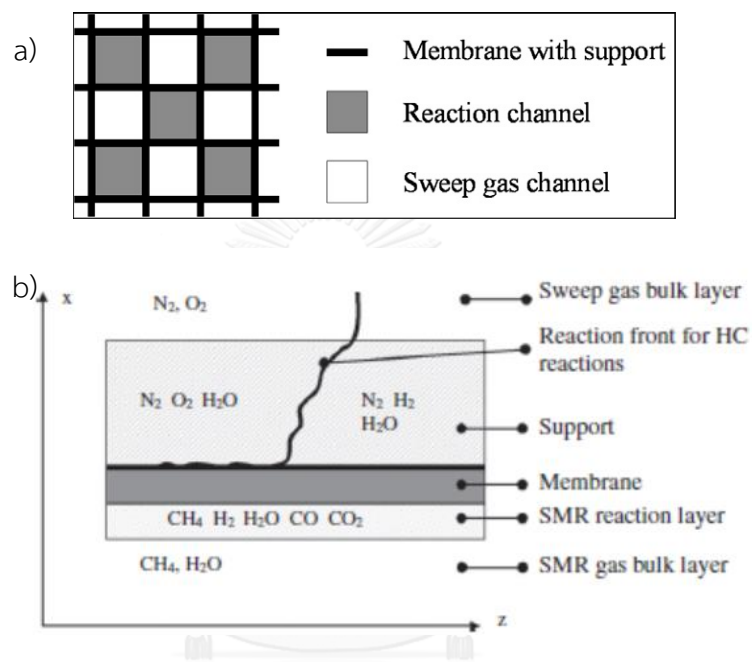 a)
Membrane with support
Reaction channel
Sweep gas channel
b)
x
N₂, O₂
Sweep gas bulk layer
Reaction front for HC
reactions
N₂ O₂ H₂O
N₂ H₂
H₂O
Support
Membrane
CH₄ H₂ H₂O CO CO₂
SMR reaction layer
CH₄, H₂O
SMR gas bulk layer
z